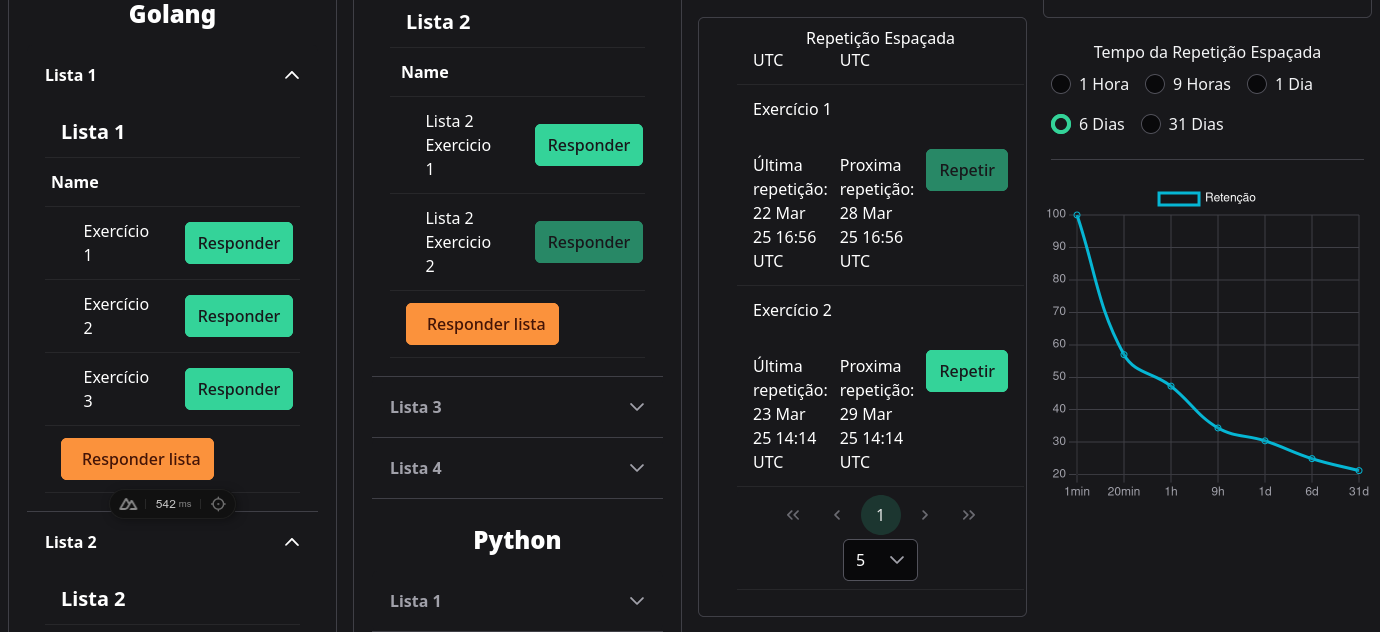 Golang
Lista 1
Lista 1
Name
Exercício
1
Responder
Exercício
2
Responder
Exercício
3
Responder
Responder lista
542 ms
Lista 2
Lista 2
Lista 2
Name
Lista 2
Exercicio
1
Responder
Lista 2
Exercicio
2
Responder
Responder lista
Lista 3
Lista 4
Python
Lista 1
Repetição Espaçada
UTC UTC
Exercício 1
Última
repetição:
22 Mar
25 16:56
UTC
Proxima
repetição:
28 Mar
25 16:56
UTC
Repetir
Exercício 2
Última
repetição:
23 Mar
25 14:14
UTC
Proxima
repetição:
29 Mar
25 14:14
UTC
Repetir
1
5
Tempo da Repetição Espaçada
1 Hora 9 Horas 1 Dia
6 Dias 31 Dias
Retenção
100
90
80
70
60
50
40
30
20
1min 20min 1h 9h 1d 6d 31d